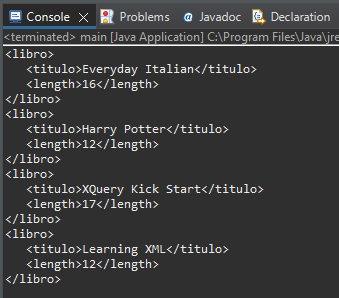 Console Problems Javadoc Declaration
<terminated> main [Java Application] C:\Program Files\Java\jre
<libro>
   <titulo>Everyday Italian</titulo>
   <length>16</length>
</libro>
<libro>
   <titulo>Harry Potter</titulo>
   <length>12</length>
</libro>
<libro>
   <titulo>XQuery Kick Start</titulo>
   <length>17</length>
</libro>
<libro>
   <titulo>Learning XML</titulo>
   <length>12</length>
</libro>